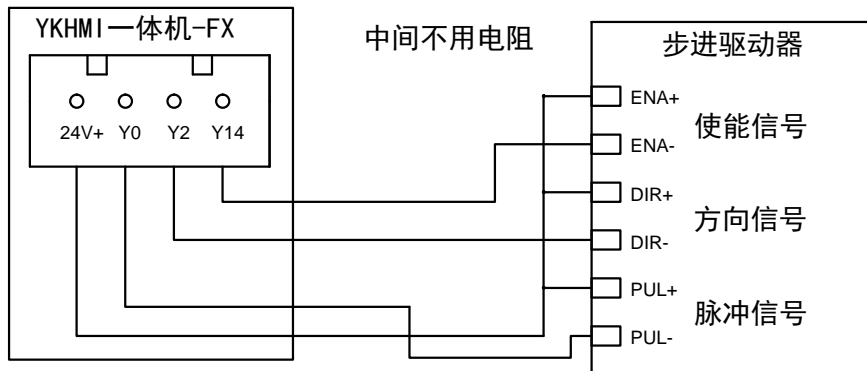 YKHMI一体机-FX
中间不用电阻
步进驱动器
24V+ Y0 Y2 Y14
ENA+
使能信号
ENA-
DIR+
方向信号
DIR-
PUL+
脉冲信号
PUL-